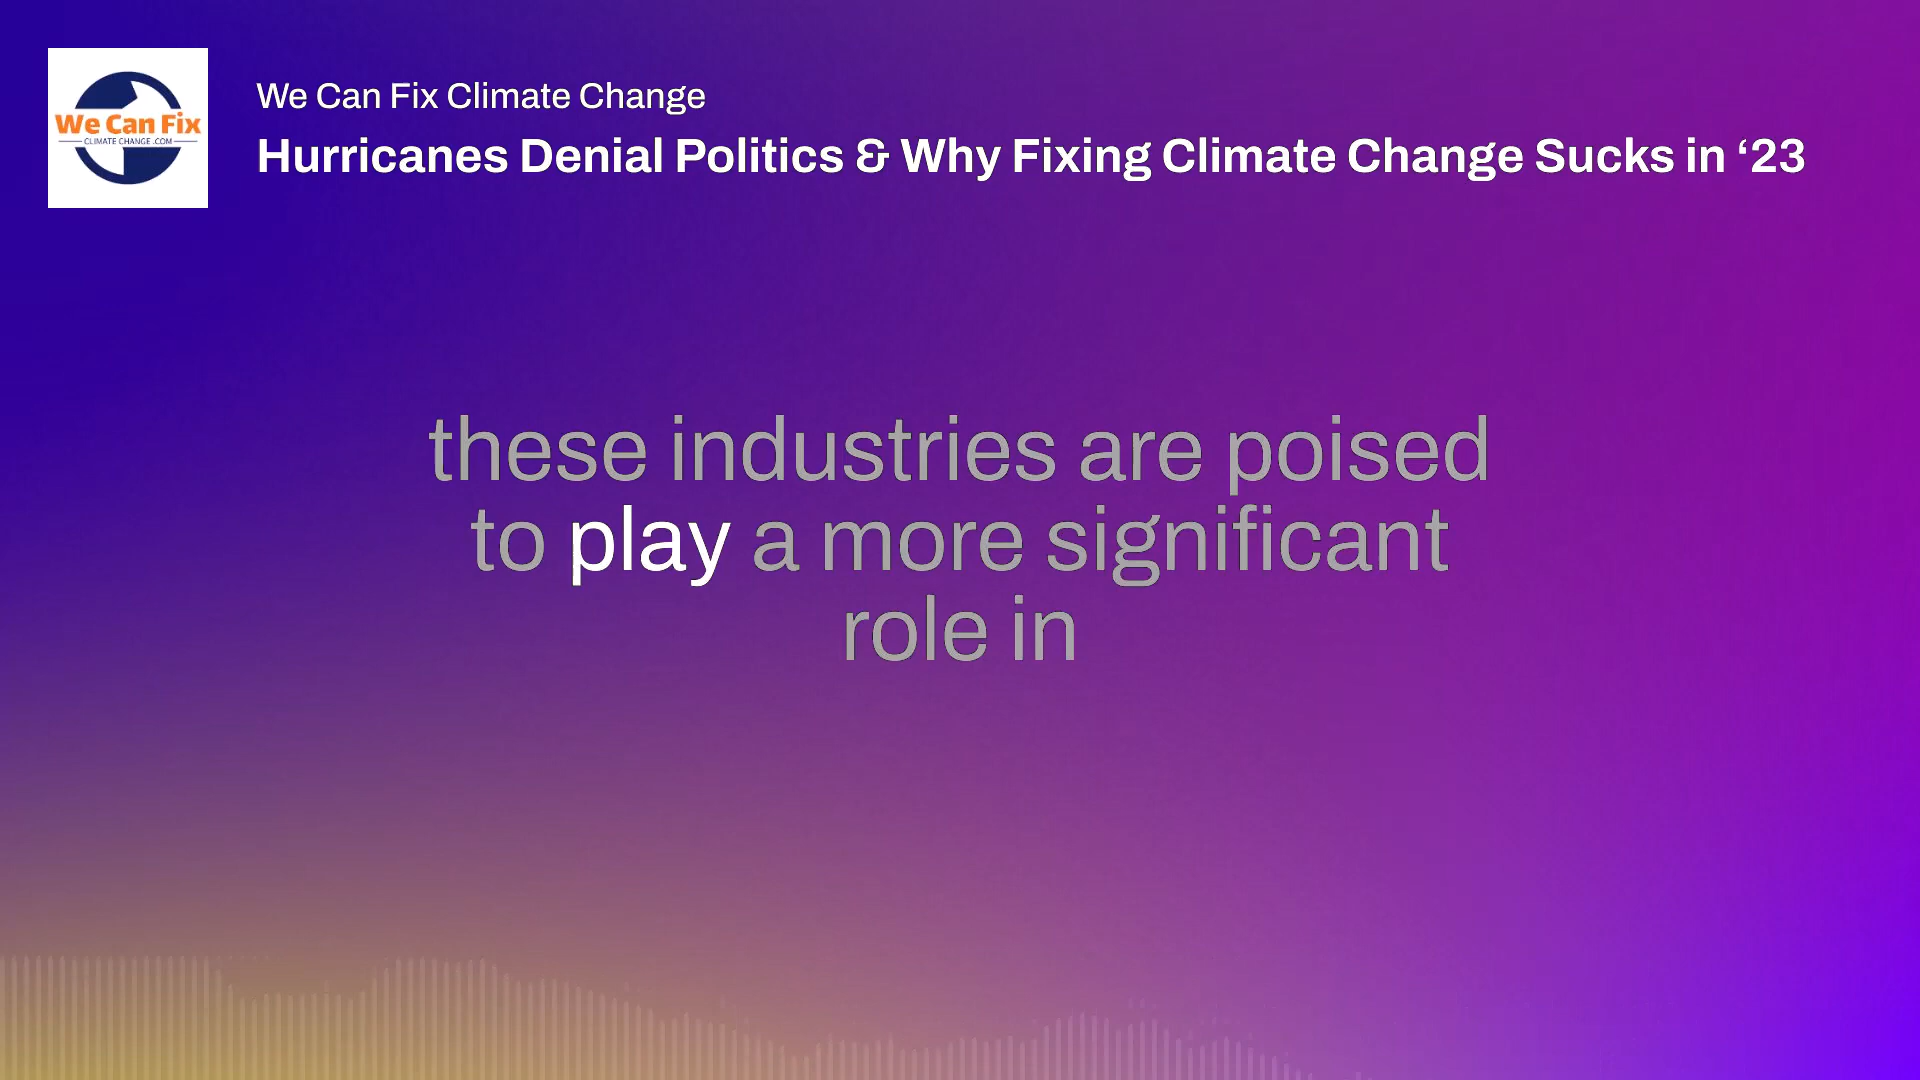 We Can Fix
CLIMATE CHANGE .COM
We Can Fix Climate Change
Hurricanes Denial Politics & Why Fixing Climate Change Sucks in ‘23
these industries are poised
to play a more significant
role in